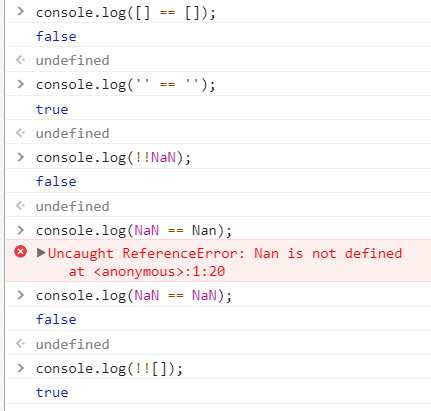 console.log([] == []);
false
undefined
console.log('' == '');
true
undefined
console.log(!!NaN);
false
undefined
console.log(NaN == Nan);
Uncaught ReferenceError: Nan is not defined
at <anonymous>:1:20
console.log(NaN == NaN);
false
undefined
console.log(!![]);
true